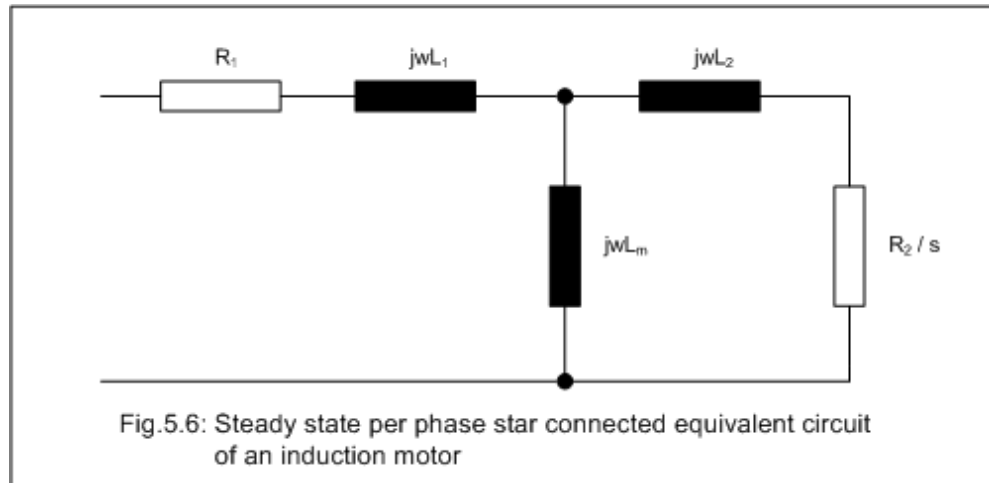 R₁
jwL₁
jwL₂
jwLₘ
R₂ / s
Fig.5.6: Steady state per phase star connected equivalent circuit
of an induction motor